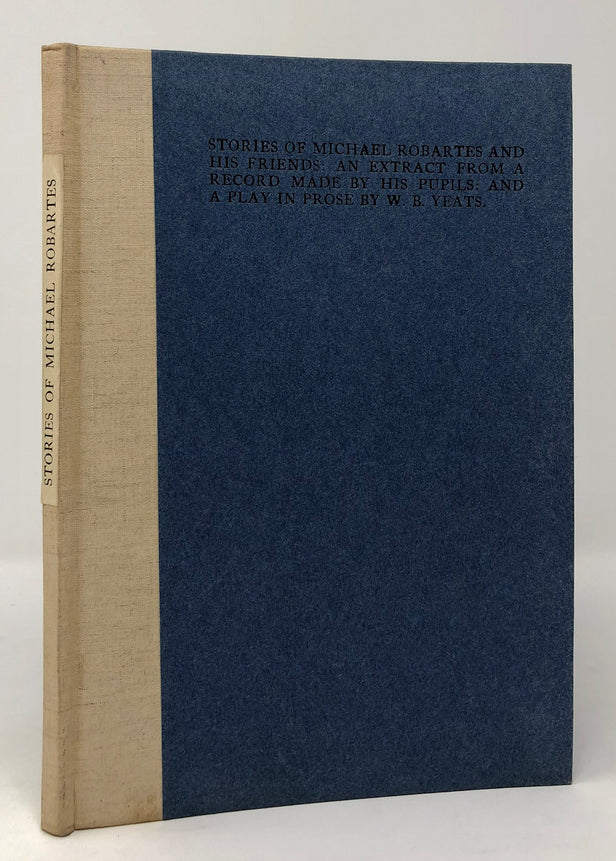 STORIES OF MICHAEL ROBARTES
STORIES OF MICHAEL ROBARTES AND
HIS FRIENDS: AN EXTRACT FROM A
RECORD MADE BY HIS PUPILS: AND
A PLAY IN PROSE BY W. B. YEATS.